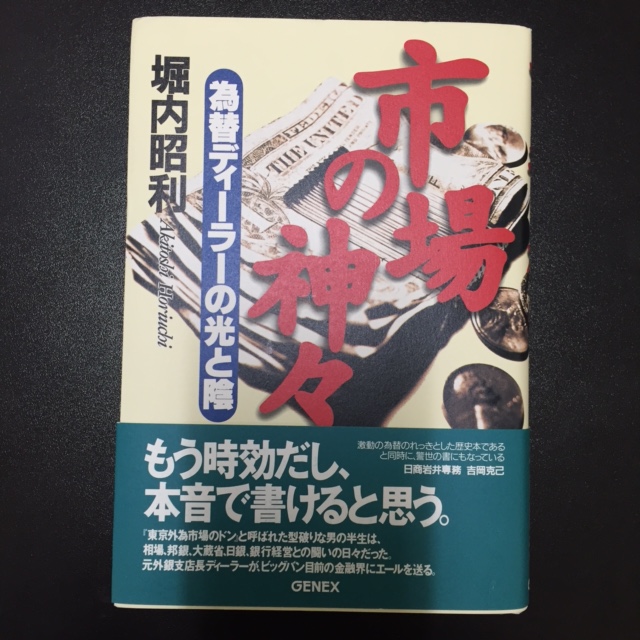 市場の神々
為替ディーラーの光と陰
堀内昭利
Akitoshi Horiuchi
THE UNITED
激動の為替のれっきとした歴史本である
と同時に、警世の書にもなっている
日商岩井専務 吉岡克己
もう時効だし、
本音で書けると思う。
「東京外為市場のドン」と呼ばれた型破りな男の半生は、
相場、邦銀、大蔵省、日銀、銀行経営との闘いの日々だった。
元外銀支店長ディーラーが、ビッグバン目前の金融界にエールを送る。
GENEX